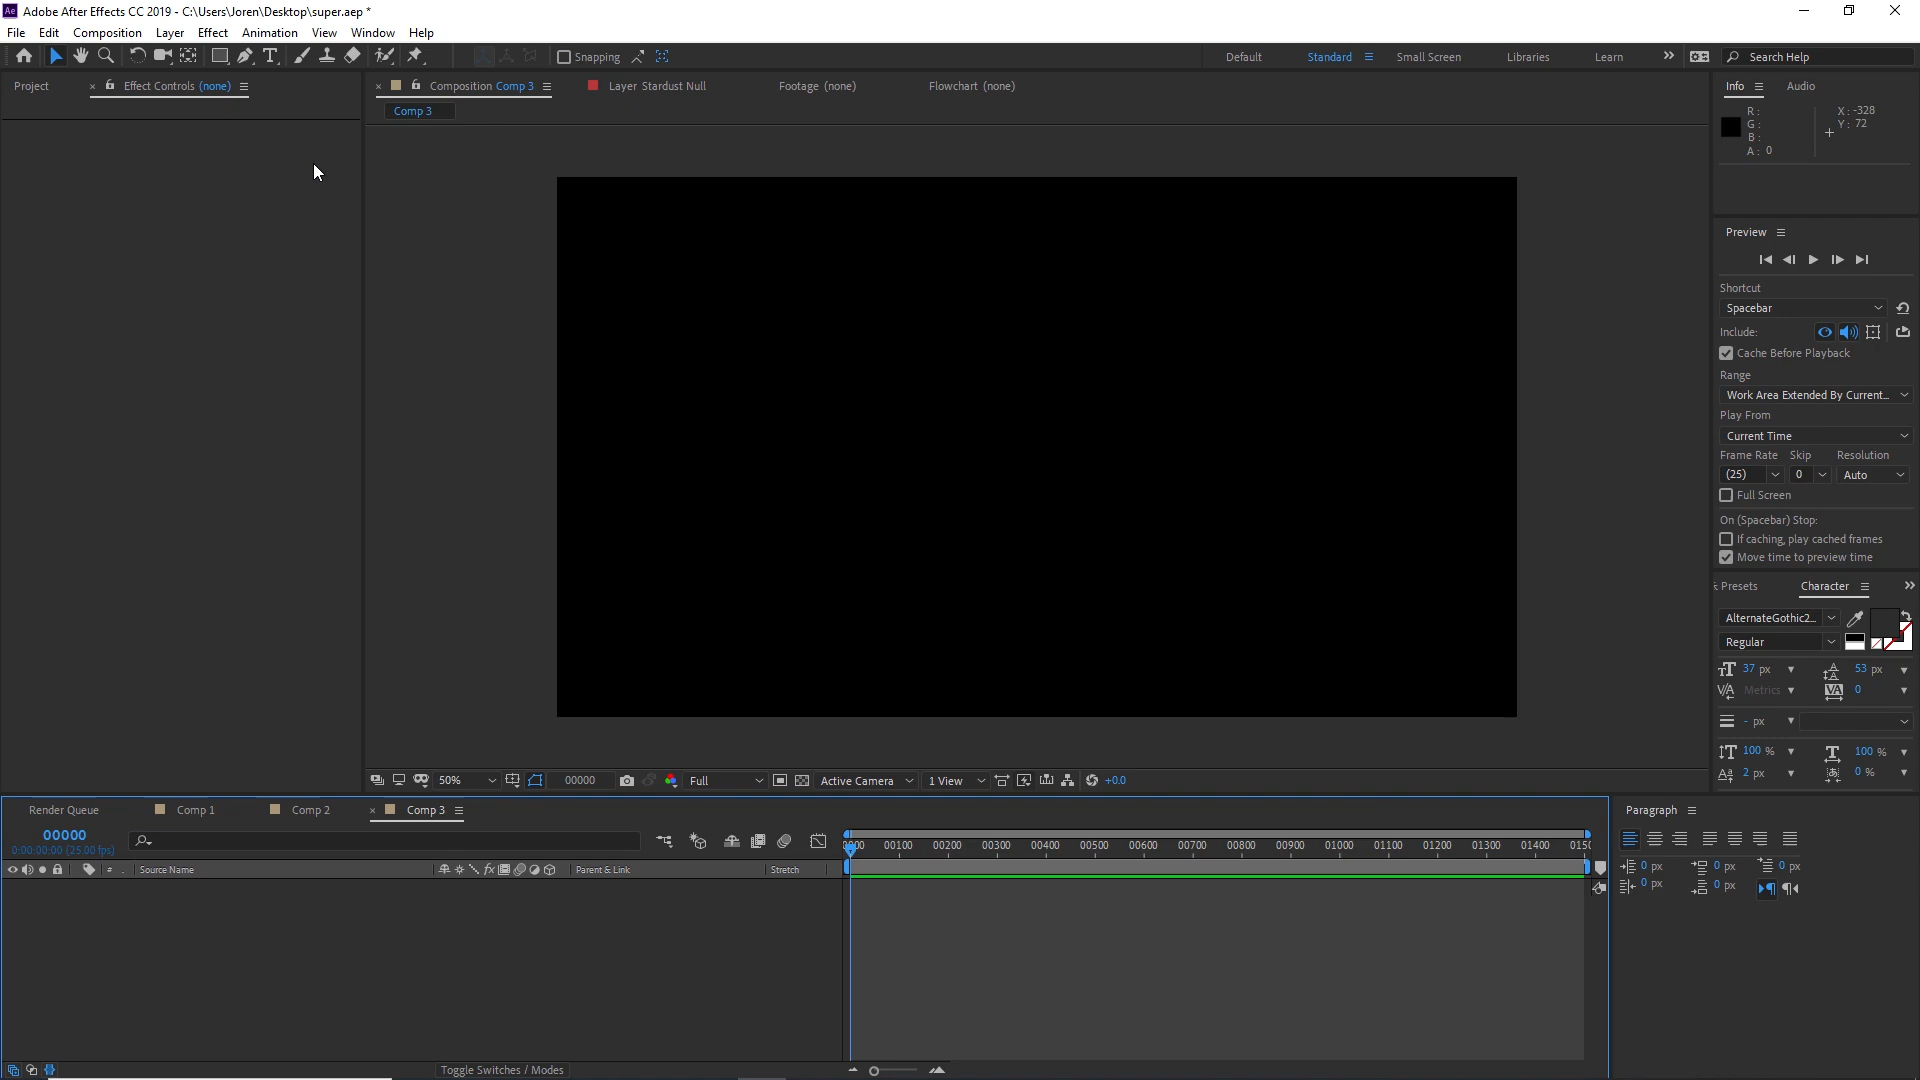 Adobe After Effects CC 2019 - C:\Users\Joren\Desktop\super.aep *
File Edit Composition Layer Effect Animation View Window Help
Snapping
Default Standard Small Screen Libraries Learn Search Help
Project Effect Controls (none)
Composition Comp 3 Layer Stardust Null Footage (none) Flowchart (none)
Comp 3
Info Audio
R:
G:
B:
A: 0
X: -328
Y: 72
Preview
Shortcut
Spacebar
Include:
Cache Before Playback
Range
Work Area Extended By Current...
Play From
Current Time
Frame Rate Skip Resolution
(25) 0 Auto
Full Screen
On (Spacebar) Stop:
If caching, play cached frames
Move time to preview time
Presets Character
AlternateGothic2...
Regular
37 px 53 px
Metrics 0
- px
100 % 100 %
2 px 0 %
50% 00000 Full Active Camera 1 View +0.0
Render Queue Comp 1 Comp 2 Comp 3
00000
0:00:00:00 (25.00 fps)
0000 00100 00200 00300 00400 00500 00600 00700 00800 00900 01000 01100 01200 01300 01400 0150
# Source Name Parent & Link Stretch
Toggle Switches / Modes
Paragraph
0 px 0 px 0 px
0 px 0 px